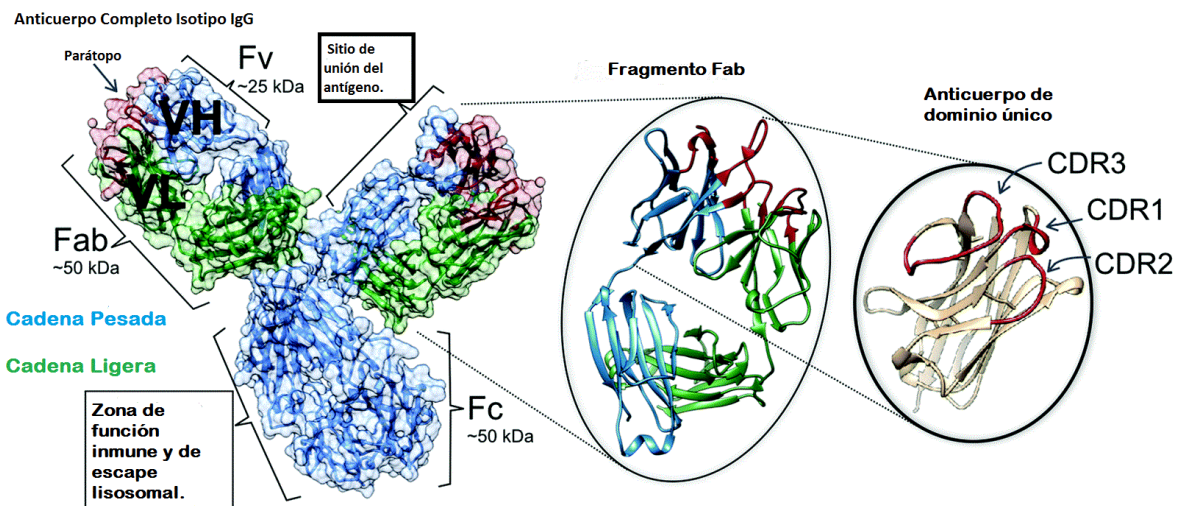 Anticuerpo Completo Isotipo IgG
Parátopo
Fv
~25 kDa
Sitio de
unión del
antígeno.
VH
VL
Fab
~50 kDa
Cadena Pesada
Cadena Ligera
Zona de
función
inmune y de
escape
lisosomal.
Fc
~50 kDa
Fragmento Fab
Anticuerpo de
dominio único
CDR3
CDR1
CDR2